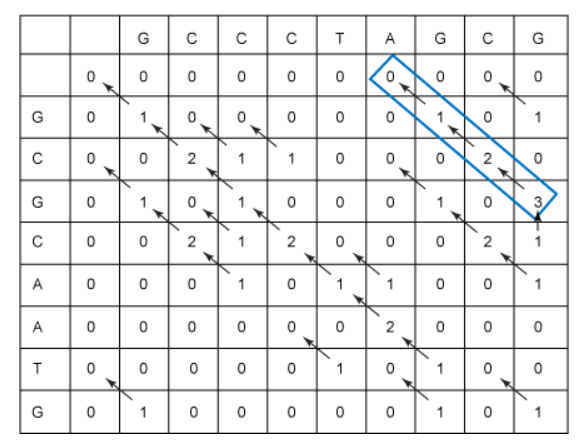 G C C C T A G C G
0 0 0 0 0 0 0 0 0 0
G 0 1 0 0 0 0 0 1 0 1
C 0 0 2 1 1 0 0 0 2 0
G 0 1 0 1 0 0 0 1 0 3
C 0 0 2 1 2 0 0 0 2 1
A 0 0 0 1 0 1 1 0 0 1
A 0 0 0 0 0 0 2 0 0 0
T 0 0 0 0 0 1 0 1 0 0
G 0 1 0 0 0 0 0 1 0 1